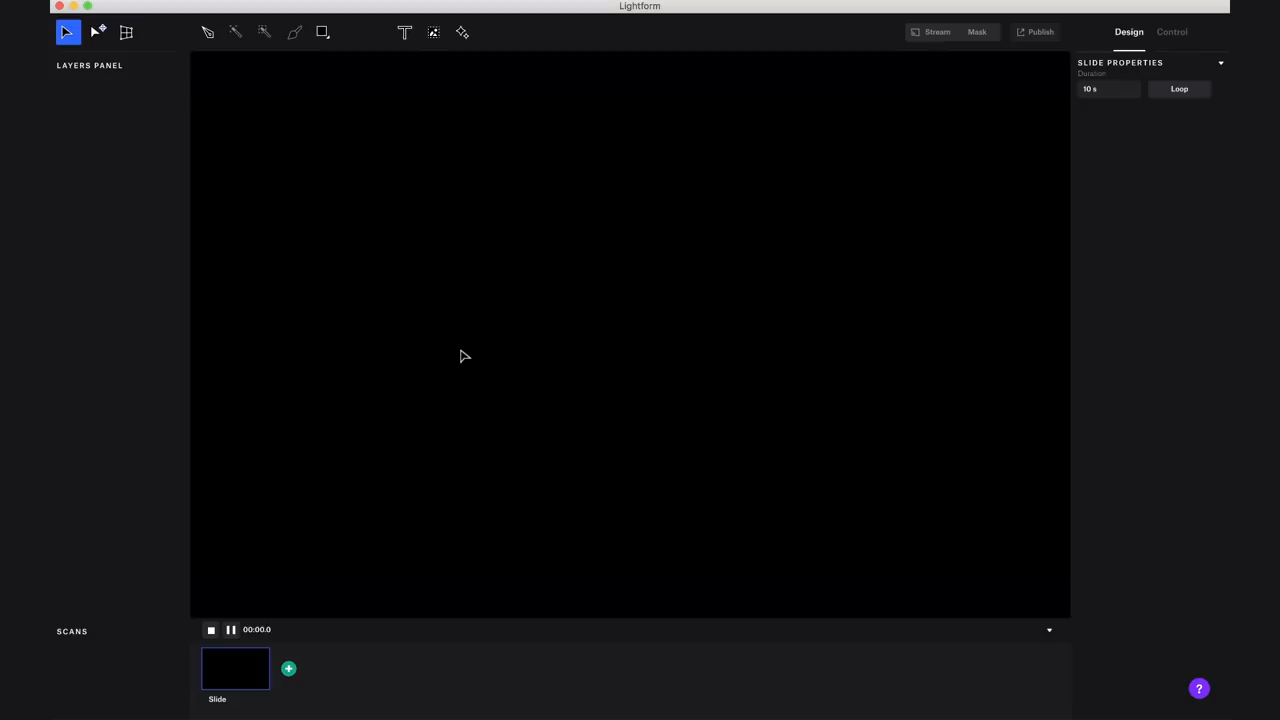 Lightform
Stream
Mask
Publish
Design
Control
LAYERS PANEL
SLIDE PROPERTIES
Duration
10 s
Loop
SCANS
00:00.0
Slide
?